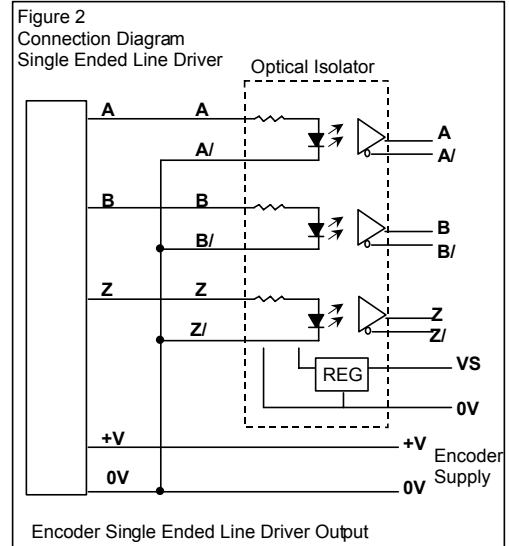 Figure 2
Connection Diagram
Single Ended Line Driver
Optical Isolator
A A A
A/ A/
B B B
B/ B/
Z Z Z
Z/ Z/
REG VS
0V
+V +V
Encoder
Supply
0V 0V
Encoder Single Ended Line Driver Output